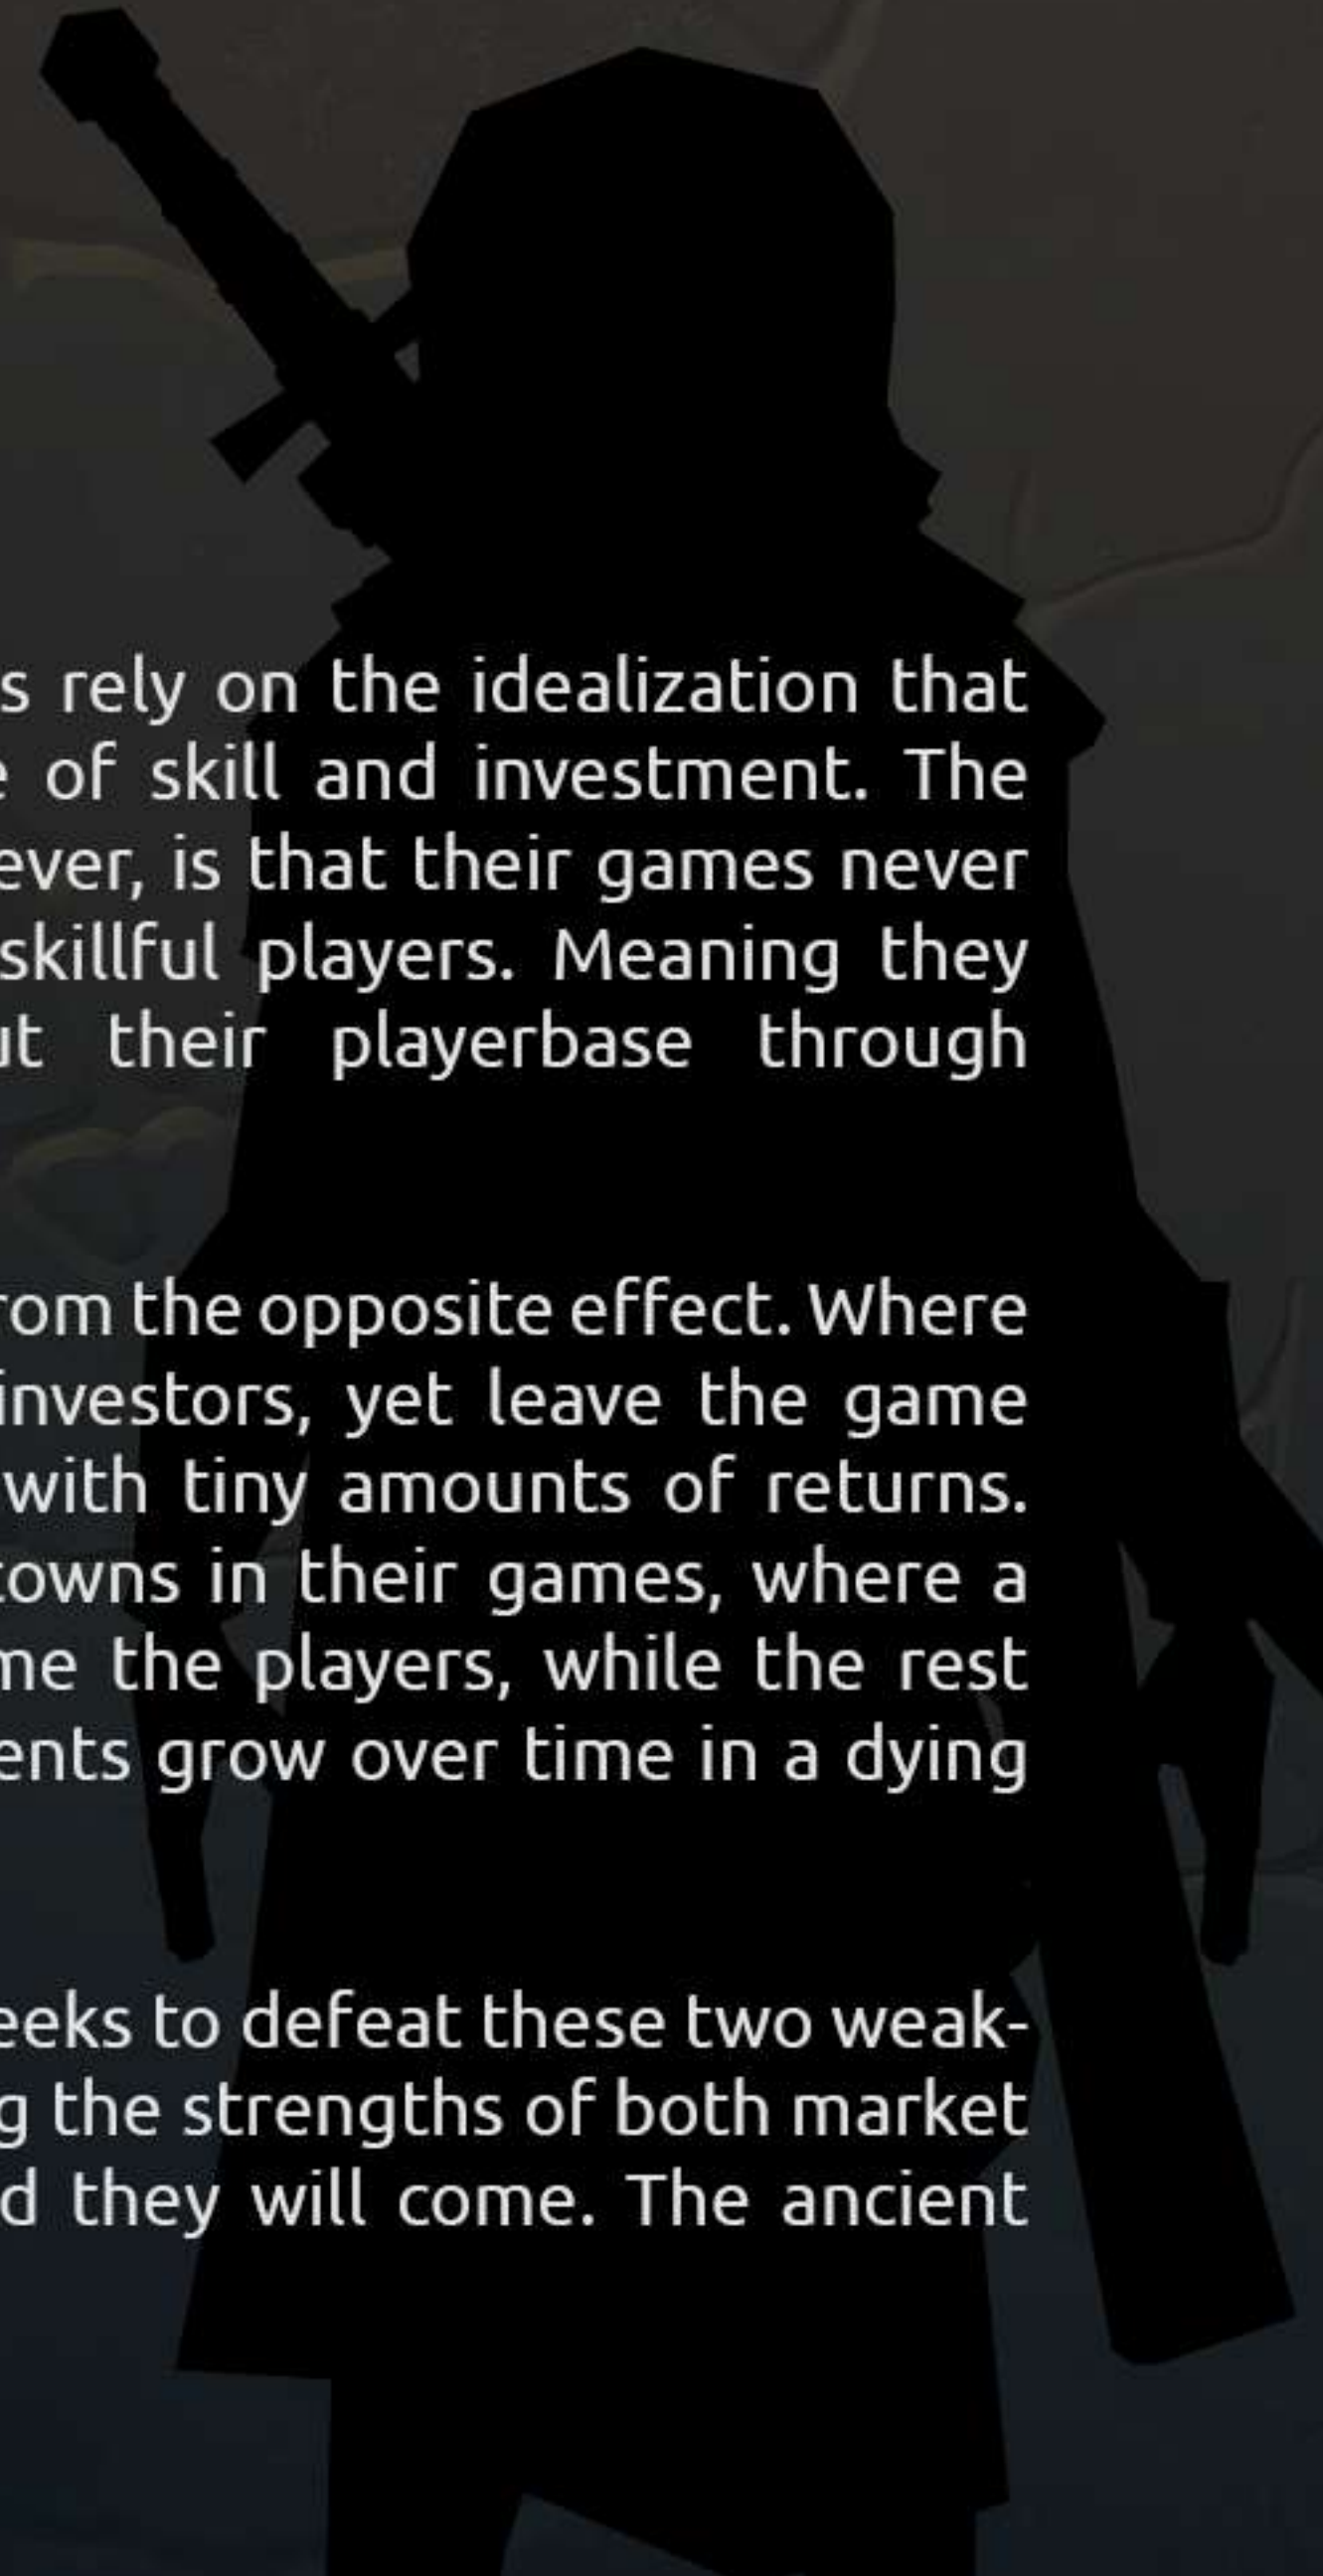 s rely on the idealization that
e of skill and investment. The
ever, is that their games never
skillful players. Meaning they
ut their playerbase through
rom the opposite effect. Where
investors, yet leave the game
with tiny amounts of returns.
towns in their games, where a
me the players, while the rest
ents grow over time in a dying
eeks to defeat these two weak-
g the strengths of both market
d they will come. The ancient